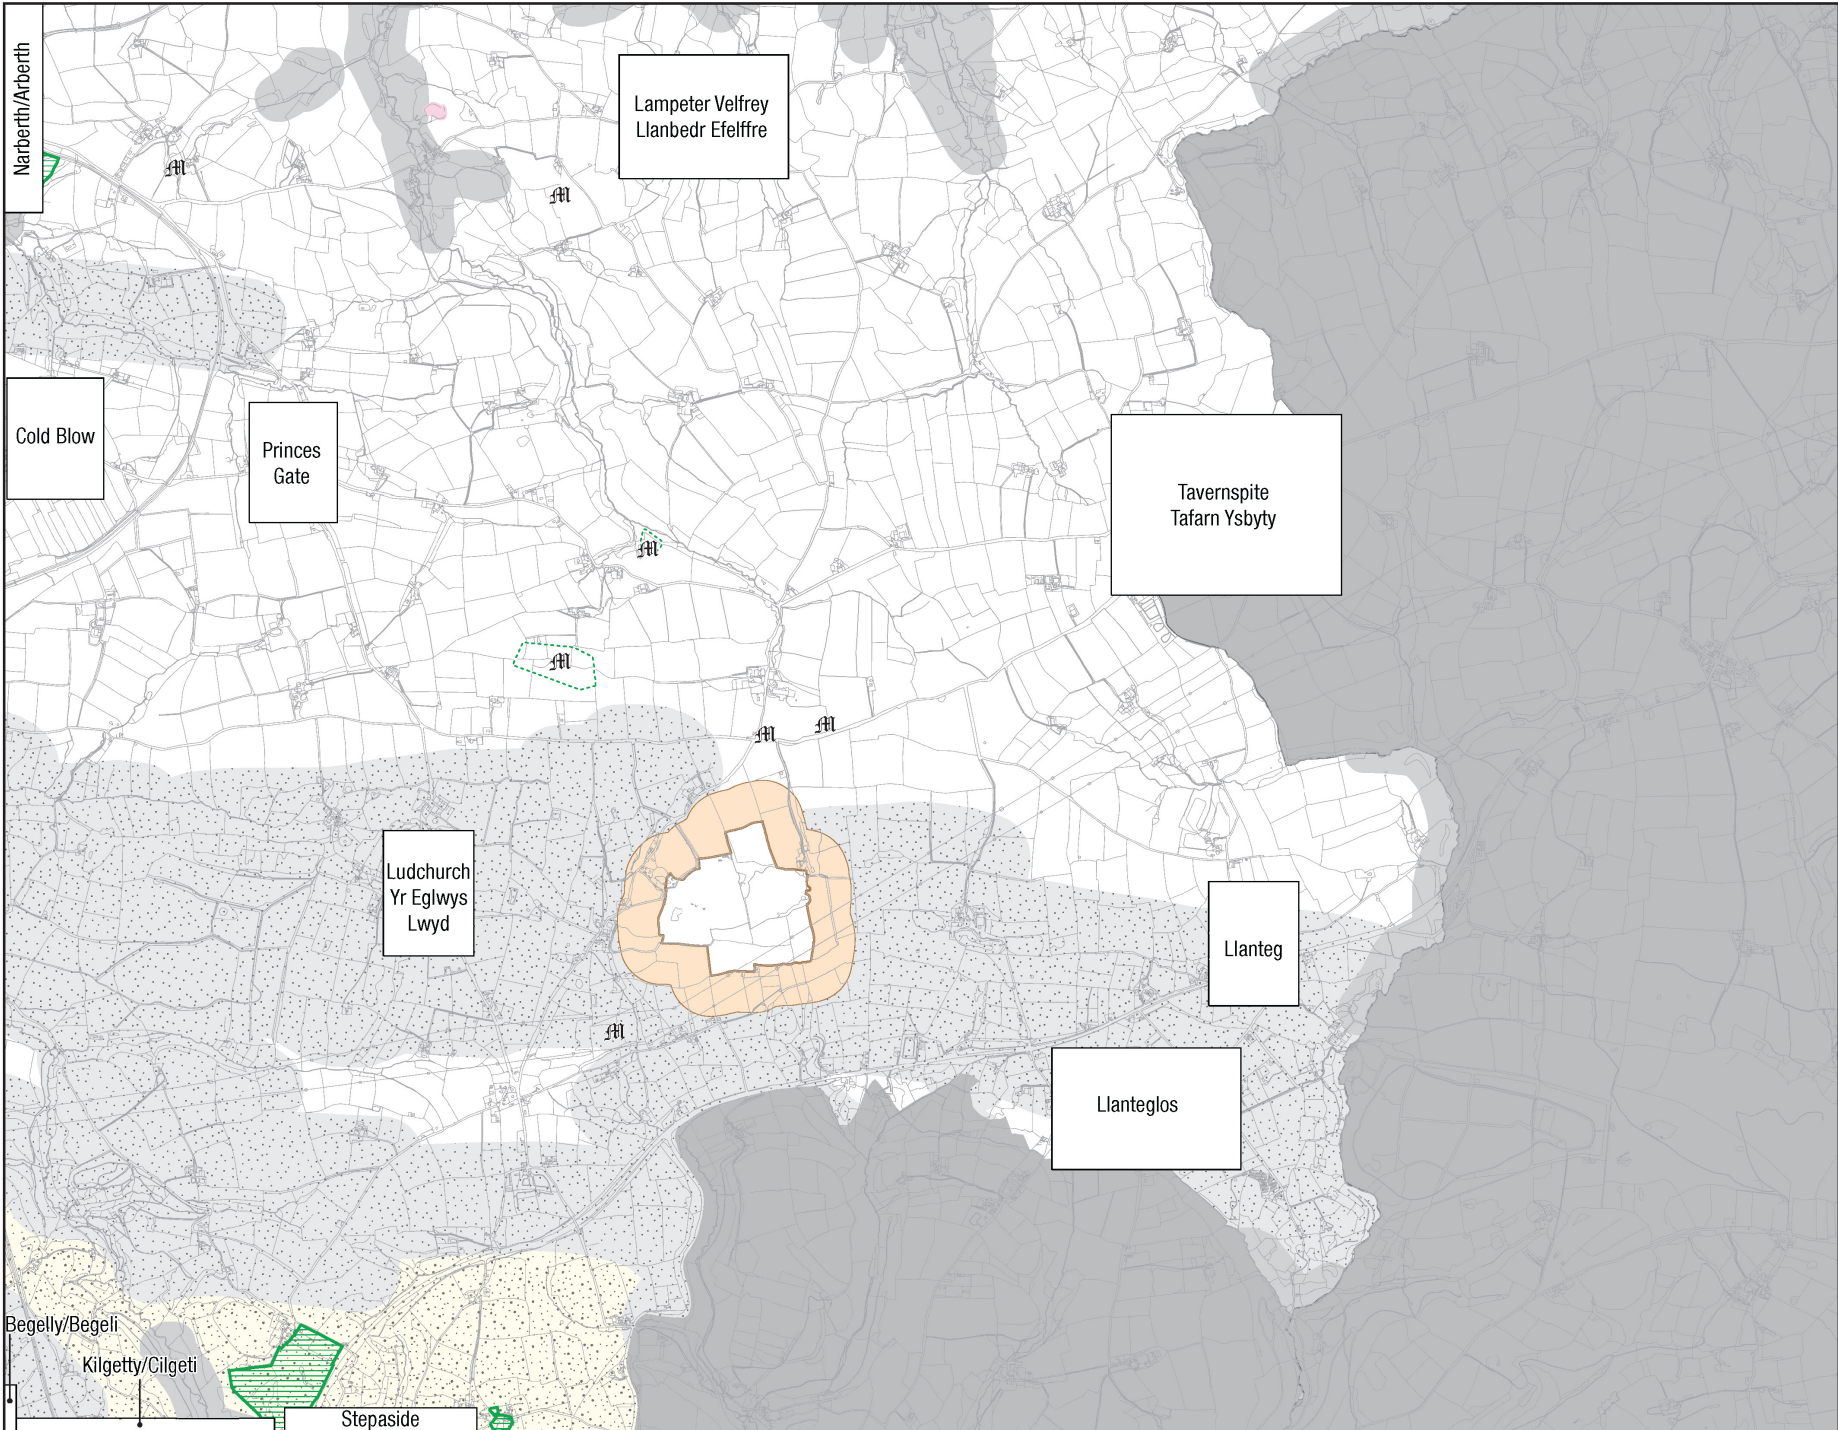 Narberth/Arberth
Lampeter Velfrey
Llanbedr Efelffre
M
M
Cold Blow
Princes
Gate
Tavernspite
Tafarn Ysbyty
M
M
M
M
Ludchurch
Yr Eglwys
Lwyd
Llanteg
M
Llanteglos
Begelly/Begeli
Kilgetty/Cilgeti
Stepaside